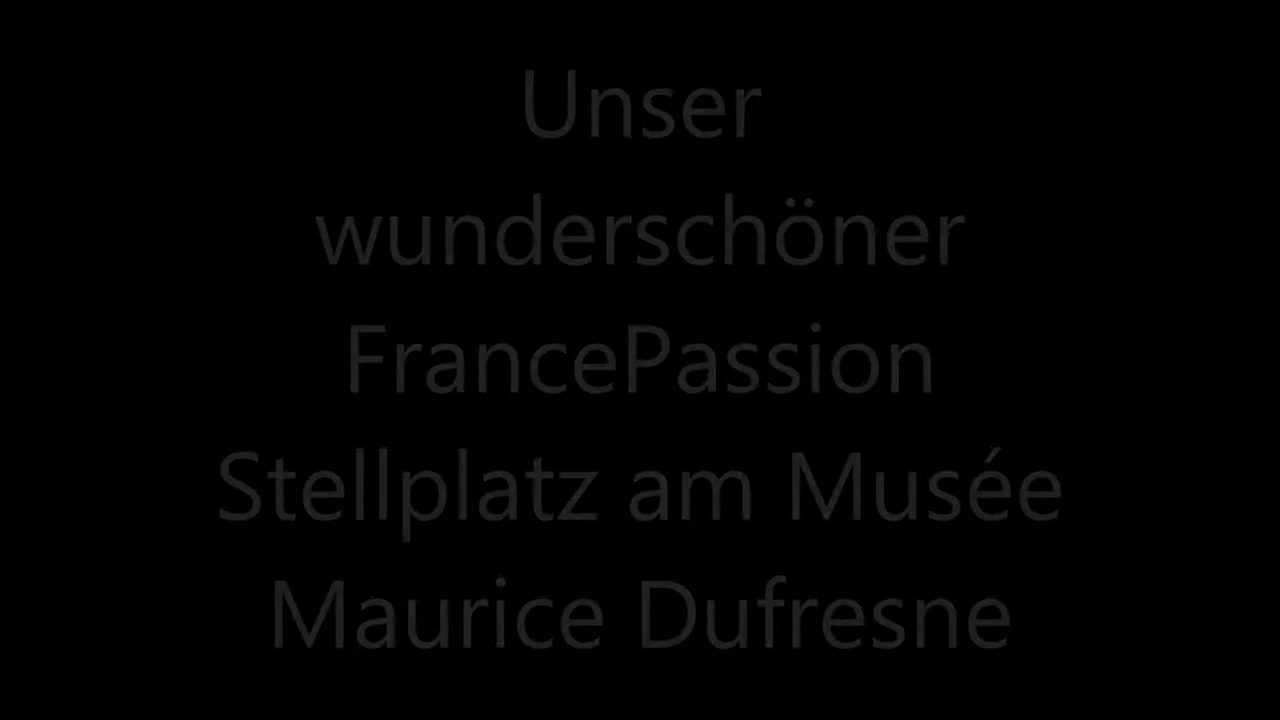 Unser
wunderschöner
FrancePassion
Stellplatz am Musée
Maurice Dufresne